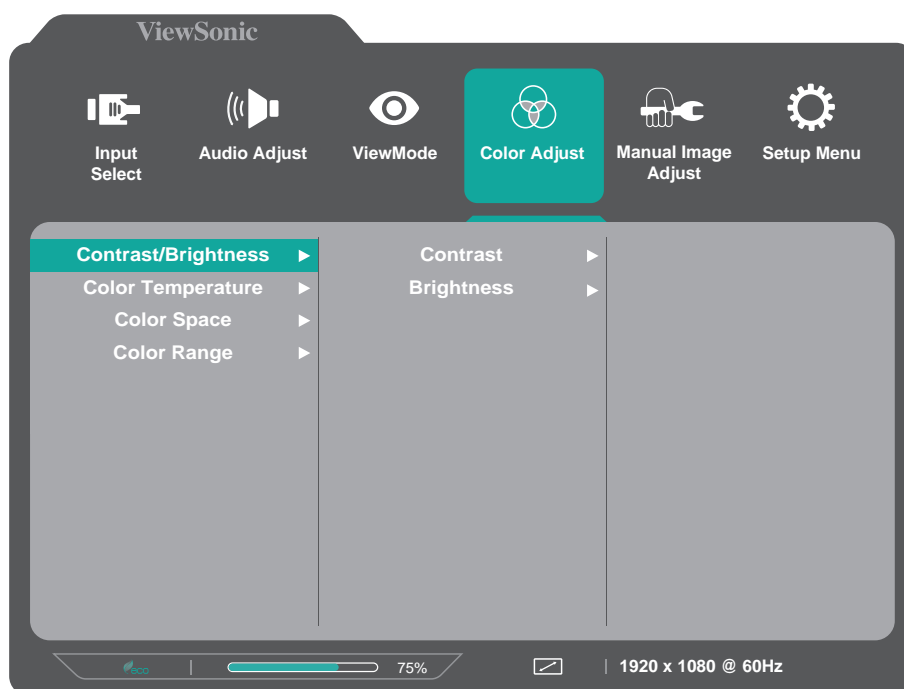 ViewSonic
Input
Select
Audio Adjust
ViewMode
Color Adjust
Manual Image
Adjust
Setup Menu
Contrast/Brightness
Color Temperature
Color Space
Color Range
Contrast
Brightness
eco
75%
1920 x 1080 @ 60Hz